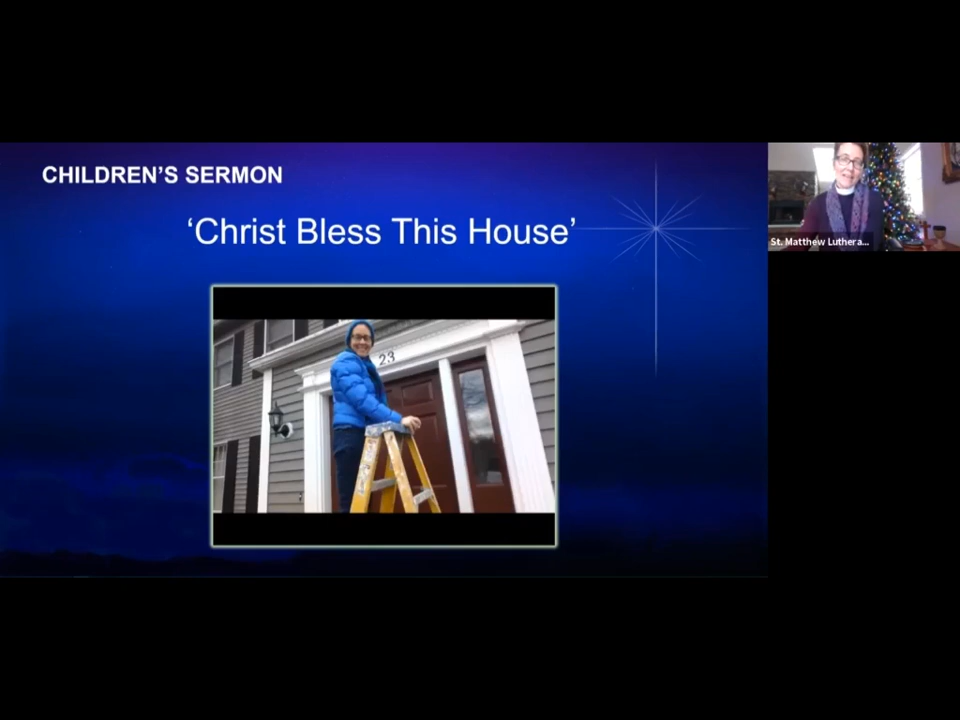 CHILDREN'S SERMON
‘Christ Bless This House’
23
St. Matthew Luthera...